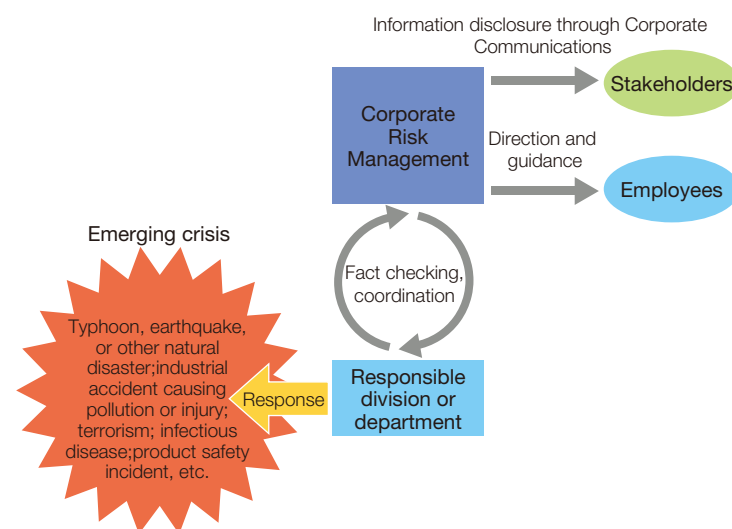 Information disclosure through Corporate
Communications
Corporate
Risk
Management
Stakeholders
Direction and
guidance
Employees
Emerging crisis
Fact checking,
coordination
Typhoon, earthquake,
or other natural
disaster;industrial
accident causing
pollution or injury;
terrorism; infectious
disease;product safety
incident, etc.
Response
Responsible
division or
department